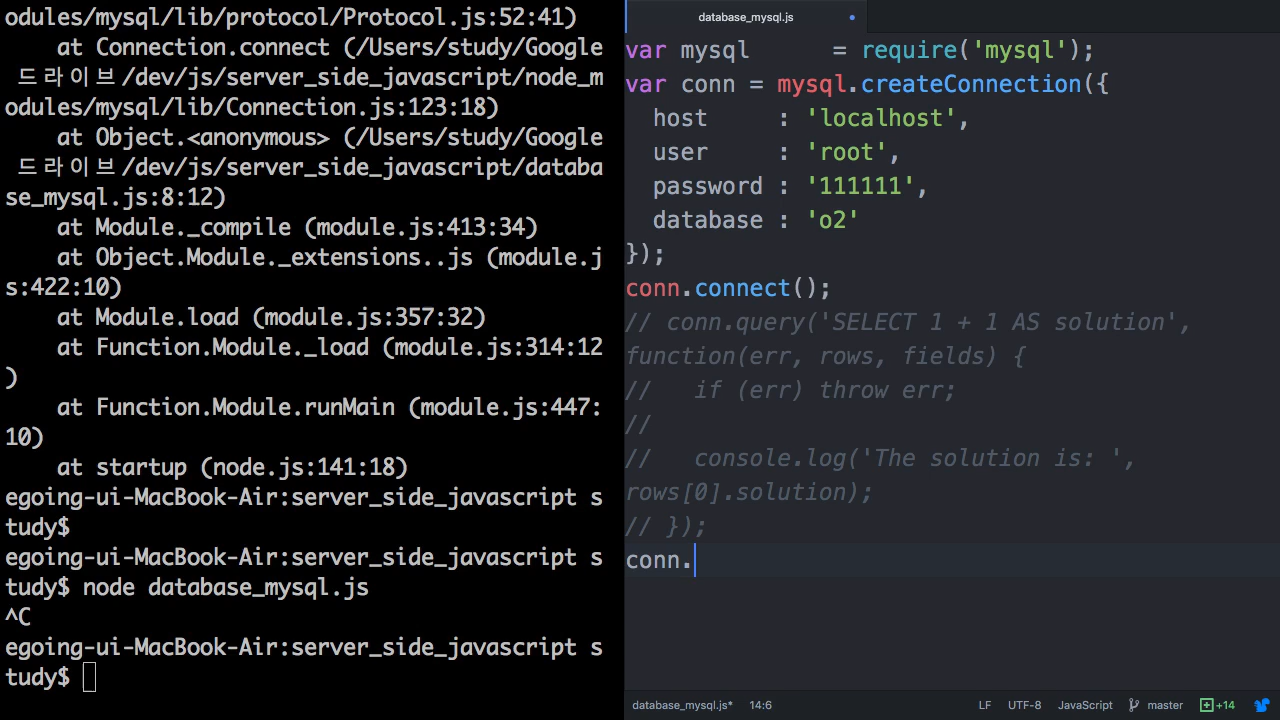 odules/mysql/lib/protocol/Protocol.js:52:41)
    at Connection.connect (/Users/study/Google
 드라이브/dev/js/server_side_javascript/node_m
odules/mysql/lib/Connection.js:123:18)
    at Object.<anonymous> (/Users/study/Google
 드라이브/dev/js/server_side_javascript/databa
se_mysql.js:8:12)
    at Module._compile (module.js:413:34)
    at Object.Module._extensions..js (module.j
s:422:10)
    at Module.load (module.js:357:32)
    at Function.Module._load (module.js:314:12
)
    at Function.Module.runMain (module.js:447:
10)
    at startup (node.js:141:18)
egoing-ui-MacBook-Air:server_side_javascript s
tudy$
egoing-ui-MacBook-Air:server_side_javascript s
tudy$ node database_mysql.js
^C
egoing-ui-MacBook-Air:server_side_javascript s
tudy$
database_mysql.js
var mysql      = require('mysql');
var conn = mysql.createConnection({
  host     : 'localhost',
  user     : 'root',
  password : '111111',
  database : 'o2'
});
conn.connect();
// conn.query('SELECT 1 + 1 AS solution',
function(err, rows, fields) {
//   if (err) throw err;
//
//   console.log('The solution is: ',
rows[0].solution);
// });
conn.
database_mysql.js* 14:6 LF UTF-8 JavaScript master +14